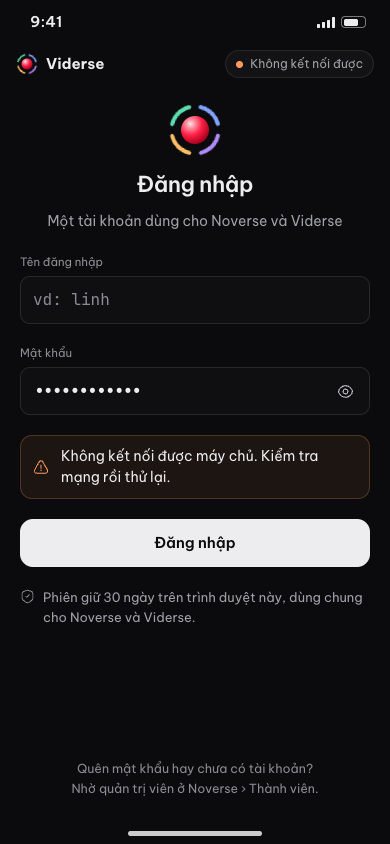 9:41
Viderse
Không kết nối được
Đăng nhập
Một tài khoản dùng cho Noverse và Viderse
Tên đăng nhập
vd: linh
Mật khẩu
••••••••••••
Không kết nối được máy chủ. Kiểm tra
mạng rồi thử lại.
Đăng nhập
Phiên giữ 30 ngày trên trình duyệt này, dùng chung
cho Noverse và Viderse.
Quên mật khẩu hay chưa có tài khoản?
Nhờ quản trị viên ở Noverse › Thành viên.